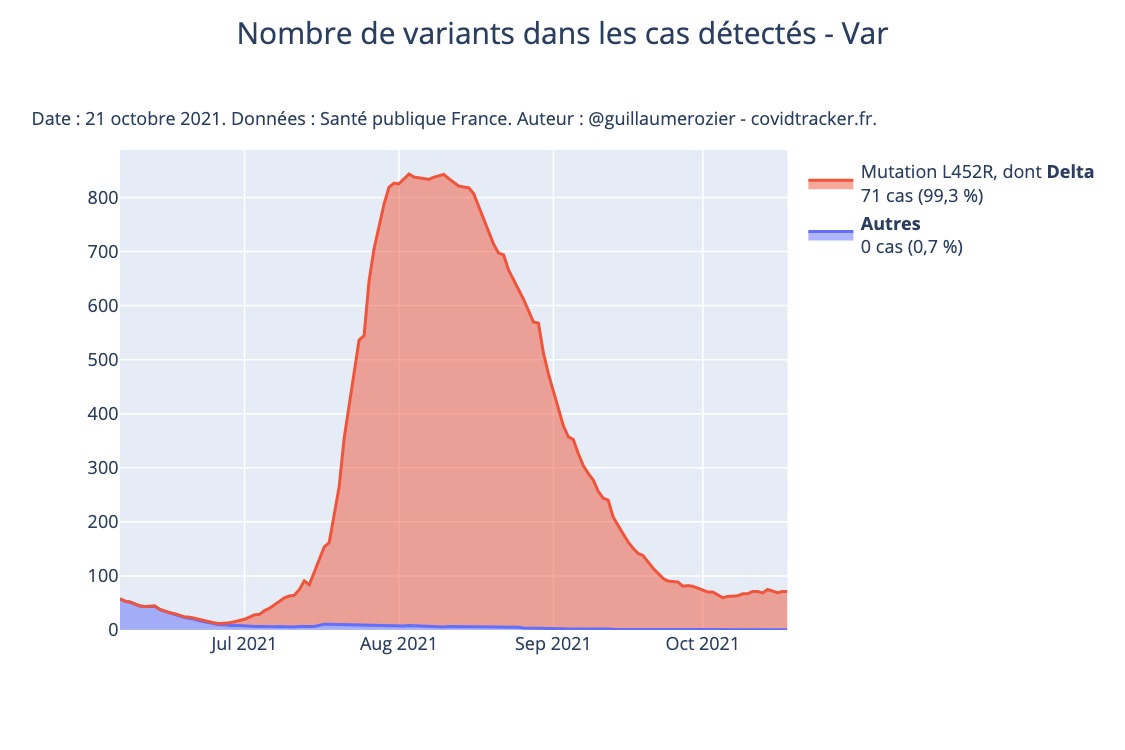 Nombre de variants dans les cas détectés - Var
Date : 21 octobre 2021. Données : Santé publique France. Auteur : @guillaumerozier - covidtracker.fr.
Mutation L452R, dont Delta
71 cas (99,3 %)
Autres
0 cas (0,7 %)
800
700
600
500
400
300
200
100
0
Jul 2021 Aug 2021 Sep 2021 Oct 2021